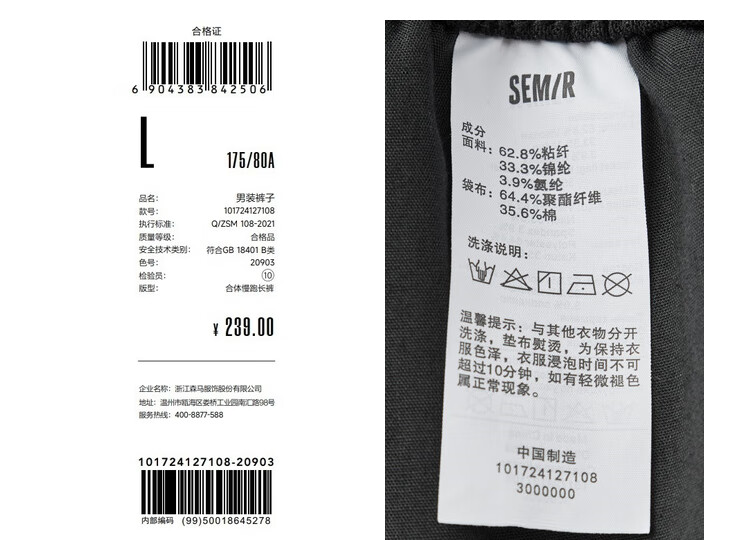 合格证
6 904383 842506
L
175/80A
品名: 男装裤子
款号: 101724127108
执行标准: Q/ZSM 108-2021
质量等级: 合格品
安全技术类别: 符合GB 18401 B类
色号: 20903
检验员: ⑩
版型: 合体慢跑长裤
¥ 239.00
企业名称: 浙江森马服饰股份有限公司
地址: 温州市瓯海区娄桥工业园南汇路98号
服务热线: 400-8877-588
101724127108-20903
内部编码 (99)50018645278
SEMIR
成分
面料: 62.8%粘纤
33.3%锦纶
3.9%氨纶
袋布: 64.4%聚酯纤维
35.6%棉
洗涤说明:
温馨提示: 与其他衣物分开
洗涤, 垫布熨烫, 为保持衣
服色泽, 衣服浸泡时间不可
超过10分钟, 如有轻微褪色
属正常现象。
中国制造
101724127108
3000000